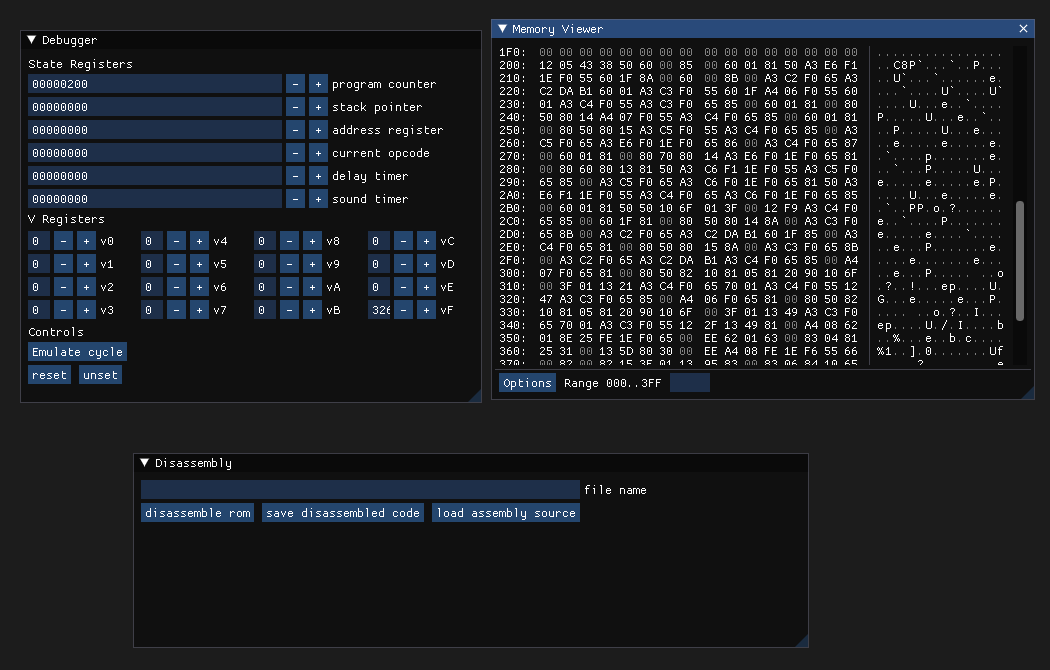 Debugger
State Registers
00000200 - + program counter
00000000 - + stack pointer
00000000 - + address register
00000000 - + current opcode
00000000 - + delay timer
00000000 - + sound timer
V Registers
0 - + v0 0 - + v4 0 - + v8 0 - + vC
0 - + v1 0 - + v5 0 - + v9 0 - + vD
0 - + v2 0 - + v6 0 - + vA 0 - + vE
0 - + v3 0 - + v7 0 - + vB 326 - + vF
Controls
Emulate cycle
reset unset
Memory Viewer
1F0: 00 00 00 00 00 00 00 00 00 00 00 00 00 00 00 00 ................
200: 12 05 43 38 50 60 00 85 00 60 01 81 50 A3 E6 F1 ..C8P`...`..P...
210: 1E F0 55 60 1F 8A 00 60 00 8B 00 A3 C2 F0 65 A3 ..U`...`......e.
220: C2 DA B1 60 01 A3 C3 F0 55 60 1F A4 06 F0 55 60 ...`....U`....U`
230: 01 A3 C4 F0 55 A3 C3 F0 65 85 00 60 01 81 00 80 ....U...e..`....
240: 50 80 14 A4 07 F0 55 A3 C4 F0 65 85 00 60 01 81 P.....U...e..`..
250: 00 80 50 80 15 A3 C5 F0 55 A3 C4 F0 65 85 00 A3 ..P.....U...e...
260: C5 F0 65 A3 E6 F0 1E F0 65 86 00 A3 C4 F0 65 87 ..e.....e.....e.
270: 00 60 01 81 00 80 70 80 14 A3 E6 F0 1E F0 65 81 .`....p.......e.
280: 00 80 60 80 13 81 50 A3 C6 F1 1E F0 55 A3 C5 F0 ..`...P.....U...
290: 65 85 00 A3 C5 F0 65 A3 C6 F0 1E F0 65 81 50 A3 e.....e.....e.P.
2A0: E6 F1 1E F0 55 A3 C4 F0 65 85 00 A3 C6 F0 1E F0 ....U...e.......
2B0: 00 60 01 81 50 50 10 6F 01 3F 00 12 F9 A3 C4 F0 .`..PP.o.?......
2C0: 65 85 00 60 1F 81 00 80 50 80 14 8A 00 A3 C3 F0 e..`....P.......
2D0: 65 8B 00 A3 C2 F0 65 A3 C2 DA B1 60 1F 85 00 A3 e.....e....`....
2E0: C4 F0 65 81 00 80 50 80 15 8A 00 A3 C3 F0 65 8B ..e...P.......e.
2F0: 00 A3 C2 F0 65 A3 C2 DA B1 A3 C4 F0 65 85 00 A4 ....e.......e...
300: 07 F0 65 81 00 80 50 82 10 81 05 81 20 90 10 6F ..e...P..... ..o
310: 00 3F 01 13 21 A3 C4 F0 65 70 01 A3 C4 F0 55 12 .?..!...ep....U.
320: 47 A3 C3 F0 65 85 00 A4 06 F0 65 81 00 80 50 82 G...e.....e...P.
330: 10 81 05 81 20 90 10 6F 00 3F 01 13 49 A3 C3 F0 .... ..o.?..I...
340: 65 70 01 A3 C3 F0 55 12 2F 13 49 81 00 A4 08 62 ep....U./.I....b
350: 01 8E 25 FE 1E F0 65 00 EE 62 01 63 00 83 04 81 ..%...e..b.c....
360: 25 31 00 13 5D 80 30 00 EE A4 08 FE 1E F6 55 66 %1..].0.......Uf
Options Range 000..3FF
Disassembly
file name
disassemble rom save disassembled code load assembly source